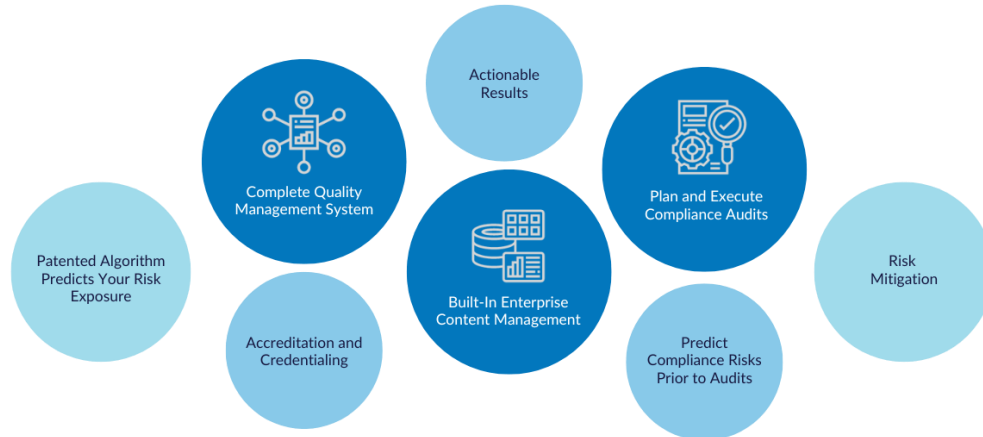 Actionable
Results
Complete Quality
Management System
Plan and Execute
Compliance Audits
Patented Algorithm
Predicts Your Risk
Exposure
Built-In Enterprise
Content Management
Risk
Mitigation
Accreditation and
Credentialing
Predict
Compliance Risks
Prior to Audits